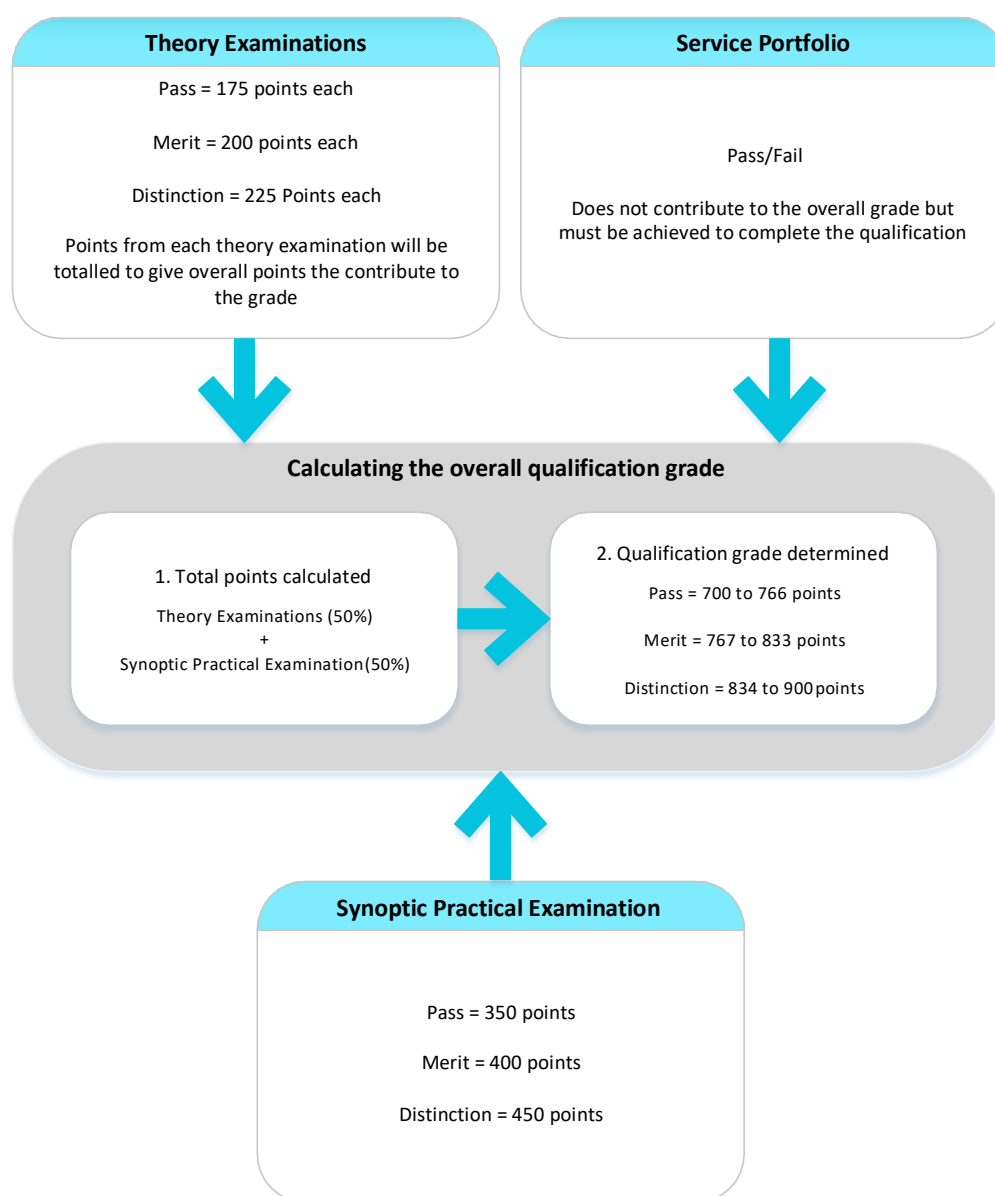 Theory Examinations
Pass = 175 points each
Merit = 200 points each
Distinction = 225 Points each
Points from each theory examination will be
totalled to give overall points the contribute to
the grade
Service Portfolio
Pass/Fail
Does not contribute to the overall grade but
must be achieved to complete the qualification
Calculating the overall qualification grade
1. Total points calculated
Theory Examinations (50%)
+
Synoptic Practical Examination (50%)
2. Qualification grade determined
Pass = 700 to 766 points
Merit = 767 to 833 points
Distinction = 834 to 900 points
Synoptic Practical Examination
Pass = 350 points
Merit = 400 points
Distinction = 450 points